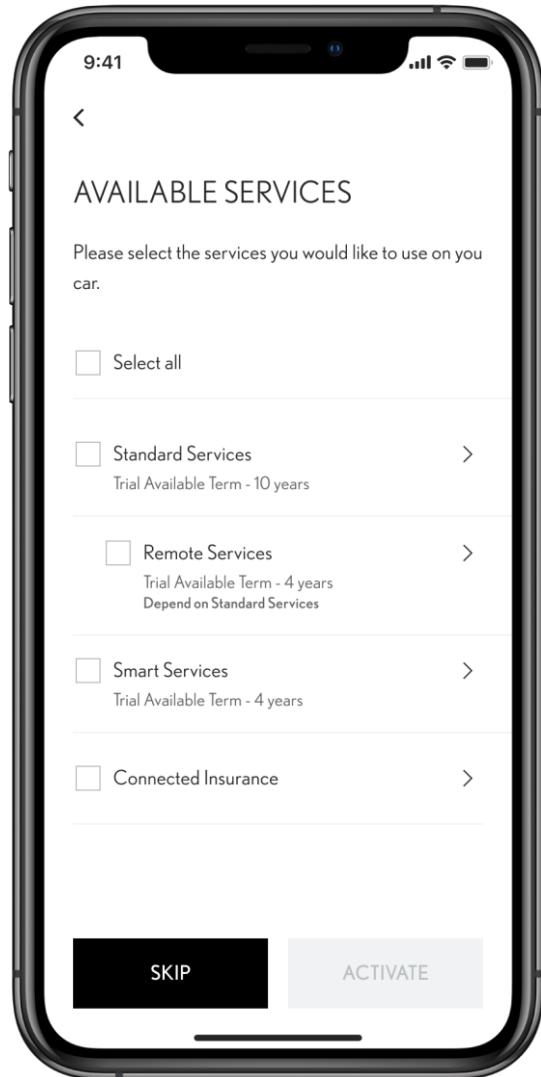 9:41
AVAILABLE SERVICES
Please select the services you would like to use on you
car.
Select all
Standard Services
Trial Available Term - 10 years
Remote Services
Trial Available Term - 4 years
Depend on Standard Services
Smart Services
Trial Available Term - 4 years
Connected Insurance
SKIP
ACTIVATE